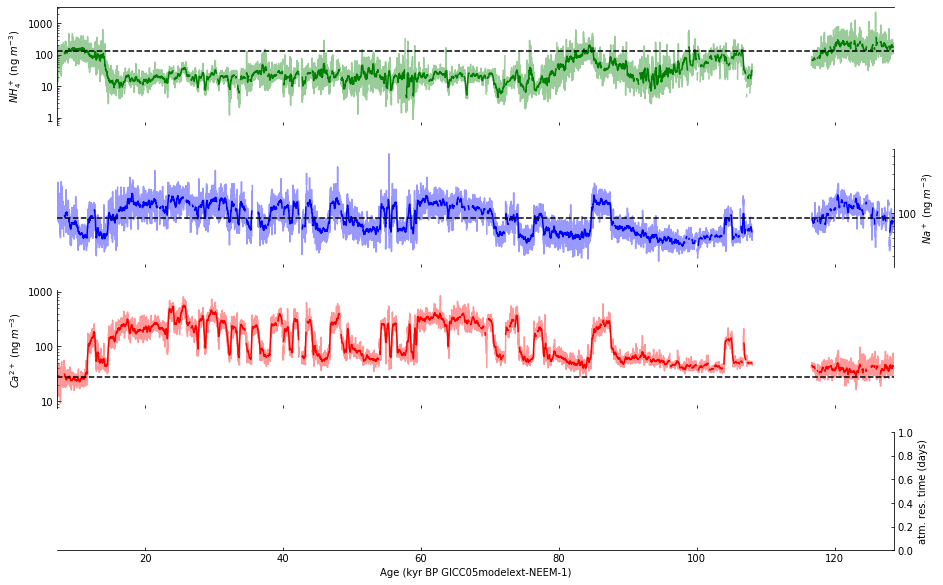 1000
100
10
1
NH₄⁺ (ng m⁻³)
100
Na⁺ (ng m⁻³)
1000
100
10
Ca²⁺ (ng m⁻³)
1.0
0.8
0.6
0.4
0.2
0.0
atm. res. time (days)
20 40 60 80 100 120
Age (kyr BP GICC05modelext-NEEM-1)